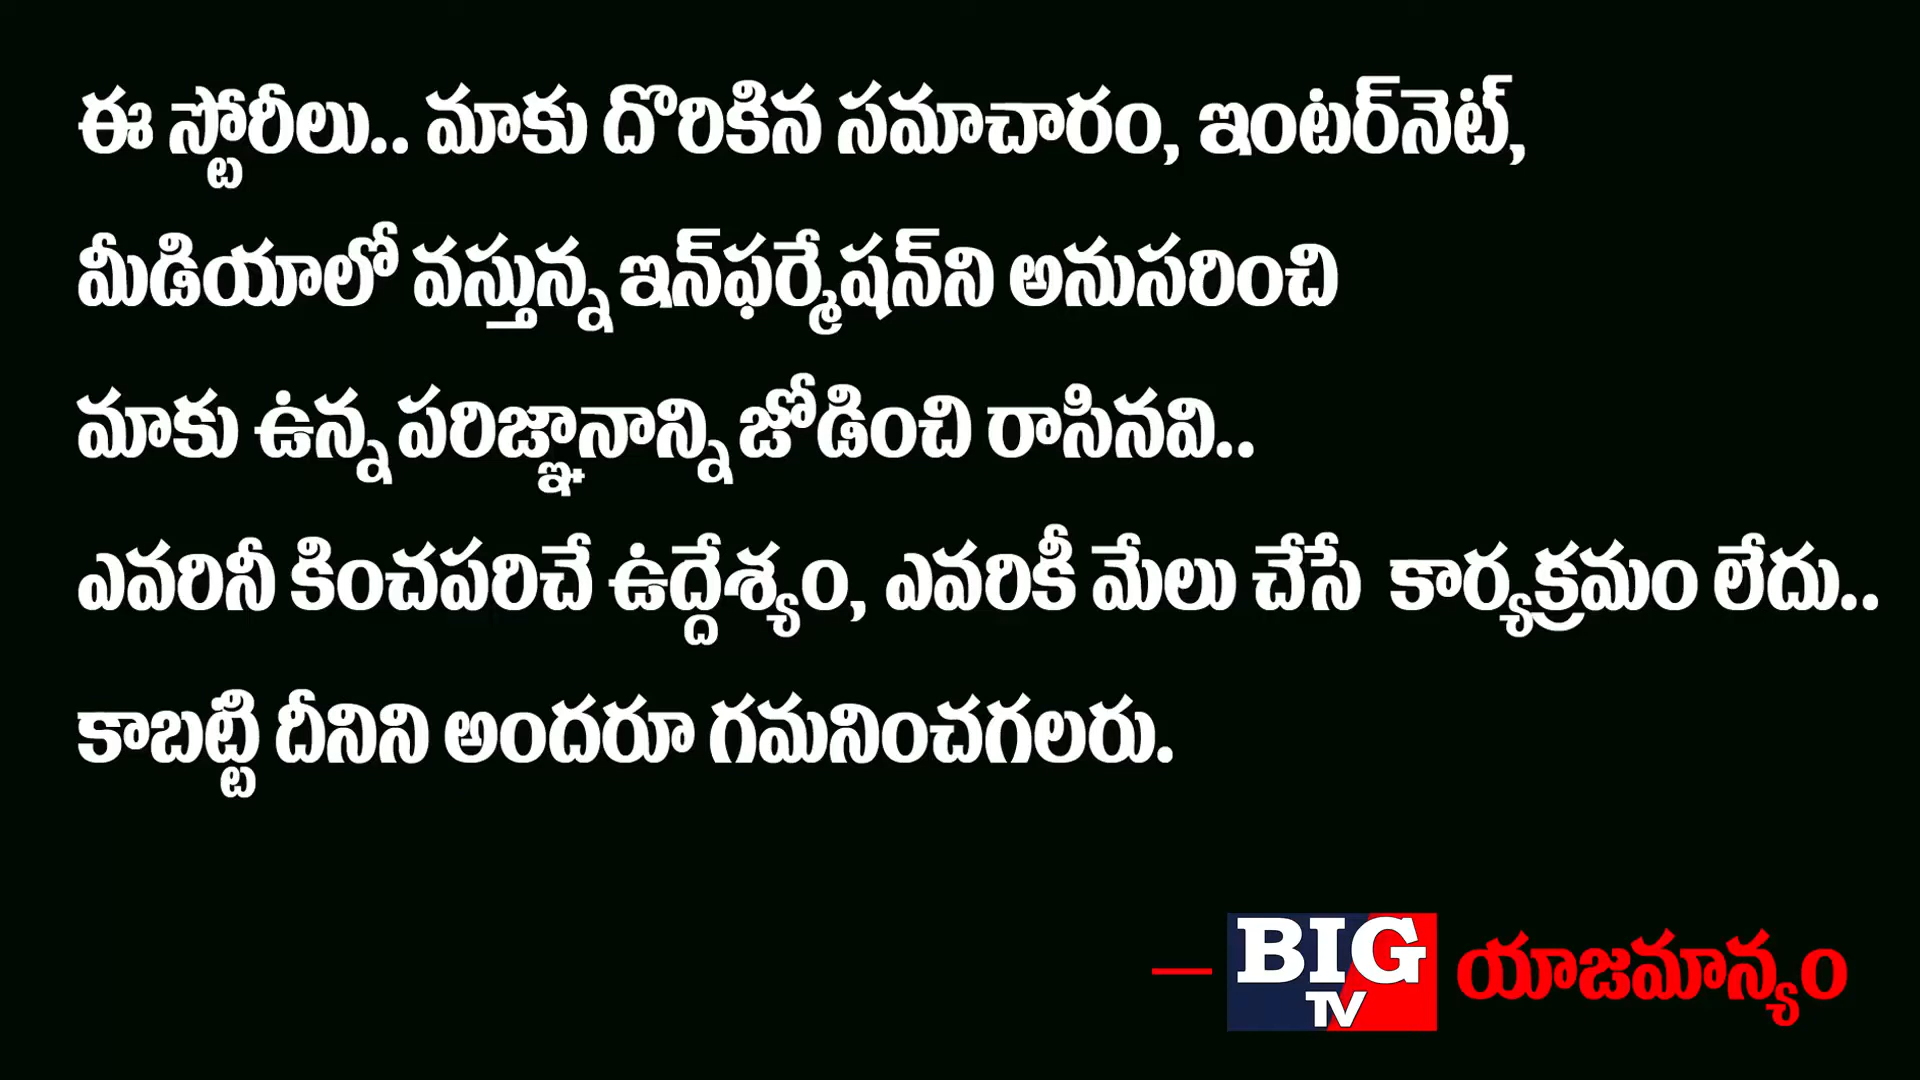 ఈ స్టోరీలు.. మాకు దొరికిన సమాచారం, ఇంటర్‌నెట్,
మీడియాలో వస్తున్న ఇన్‌ఫర్మేషన్‌ని అనుసరించి
మాకు ఉన్న పరిజ్ఞానాన్ని జోడించి రాసినవి..
ఎవరినీ కించపరిచే ఉద్దేశ్యం, ఎవరికీ మేలు చేసే కార్యక్రమం లేదు..
కాబట్టి దీనిని అందరూ గమనించగలరు.
— BIG TV యాజమాన్యం